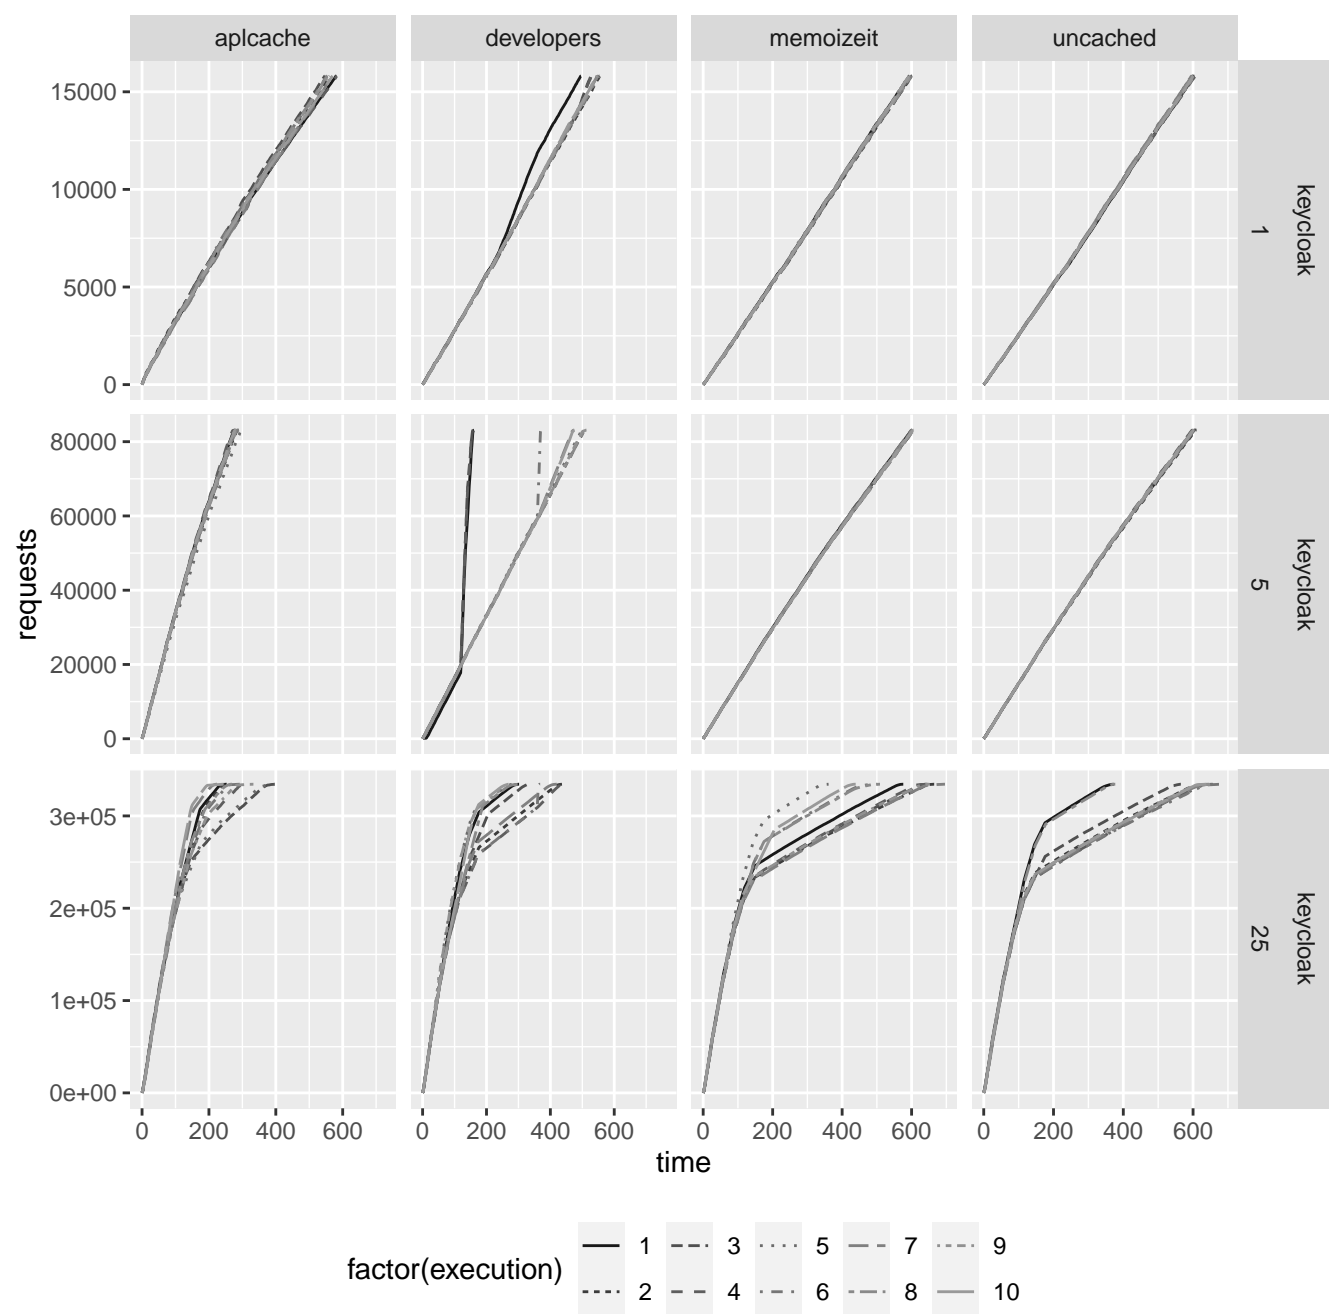 aplcache developers memoizeit uncached
15000
10000
5000
0
keycloak
1
80000
60000
40000
20000
0
keycloak
5
3e+05
2e+05
1e+05
0e+00
keycloak
25
requests
0 200 400 600 0 200 400 600 0 200 400 600 0 200 400 600
time
factor(execution)
1 3 5 7 9
2 4 6 8 10